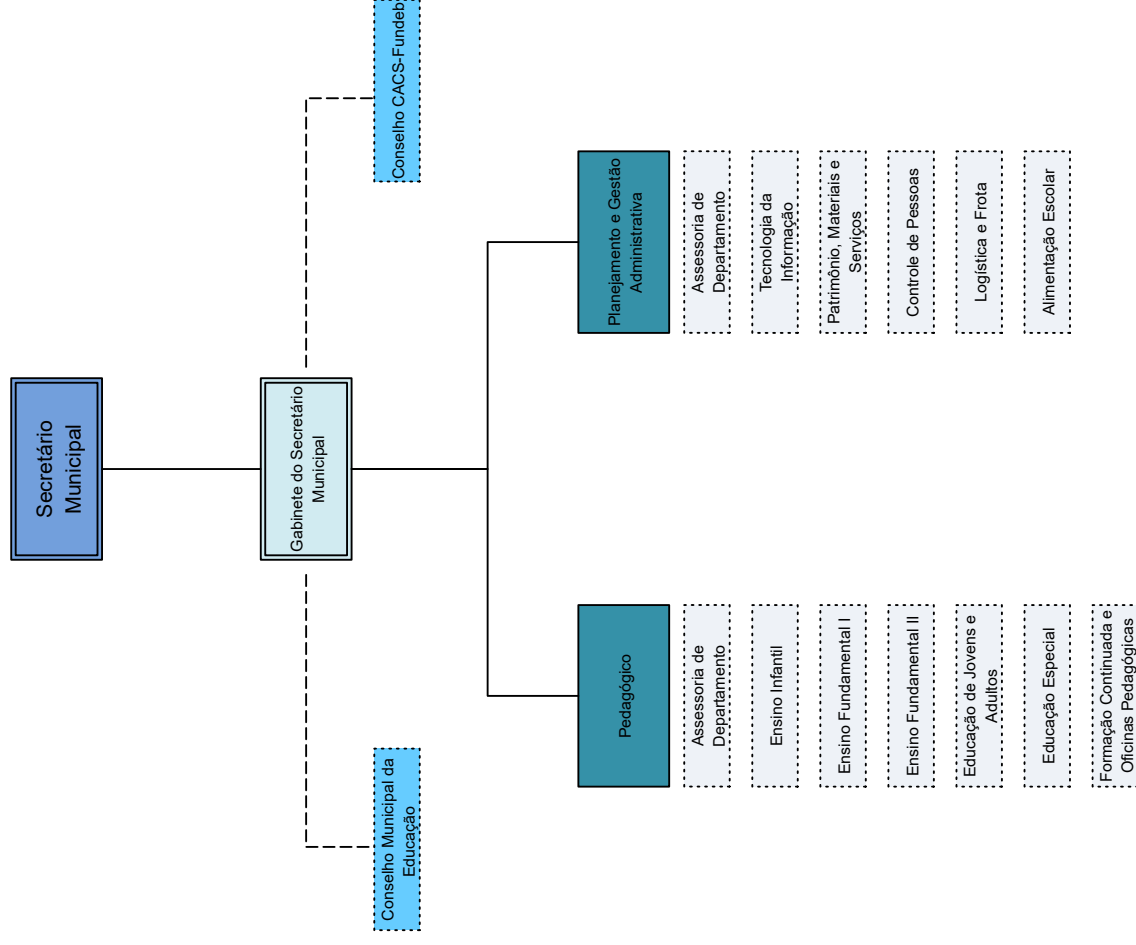 Secretário
Municipal
Gabinete do Secretário
Municipal
Conselho Municipal da
Educação
Conselho CACS-Fundeb
Pedagógico
Assessoria de
Departamento
Ensino Infantil
Ensino Fundamental I
Ensino Fundamental II
Educação de Jovens e
Adultos
Educação Especial
Formação Continuada e
Oficinas Pedagógicas
Planejamento e Gestão
Administrativa
Assessoria de
Departamento
Tecnologia da
Informação
Patrimônio, Materiais e
Serviços
Controle de Pessoas
Logística e Frota
Alimentação Escolar